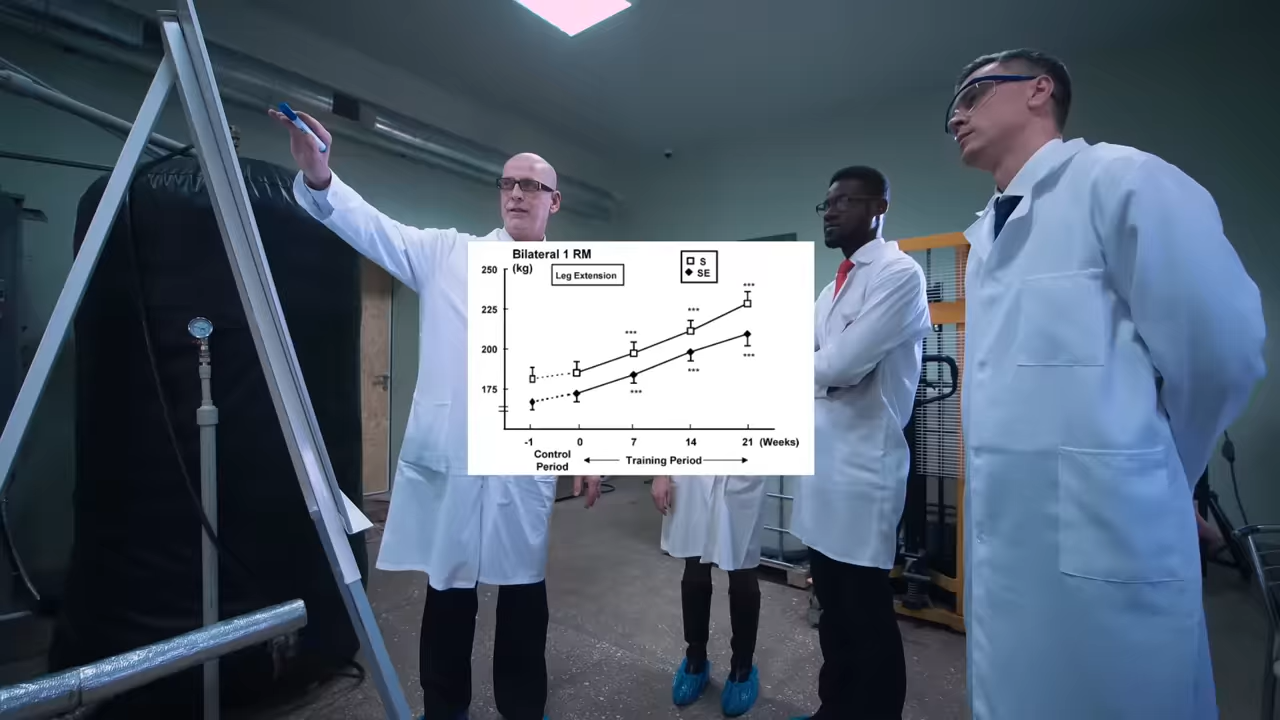 Bilateral 1 RM
(kg)
Leg Extension
S
SE
250
225
200
175
***
***
***
***
***
***
-1 0 7 14 21 (Weeks)
Control
Period
Training Period